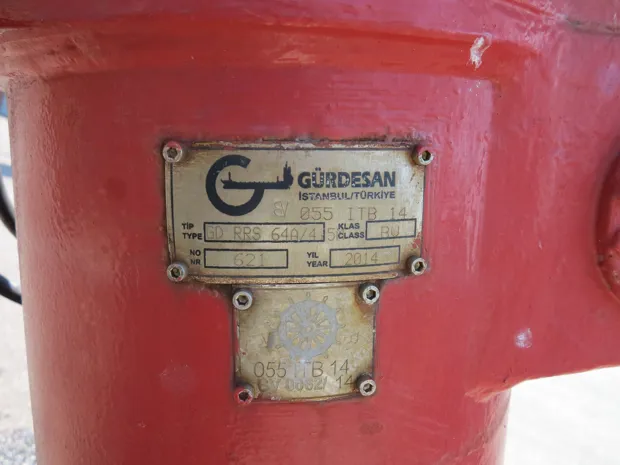 GÜRDESAN
İSTANBUL/TÜRKİYE
055 ITB 14
TİP
TYPE
GD RRS 640/4.5
KLAS
CLASS
BV
NO
NR
621
YIL
YEAR
2014
055 ITB 14